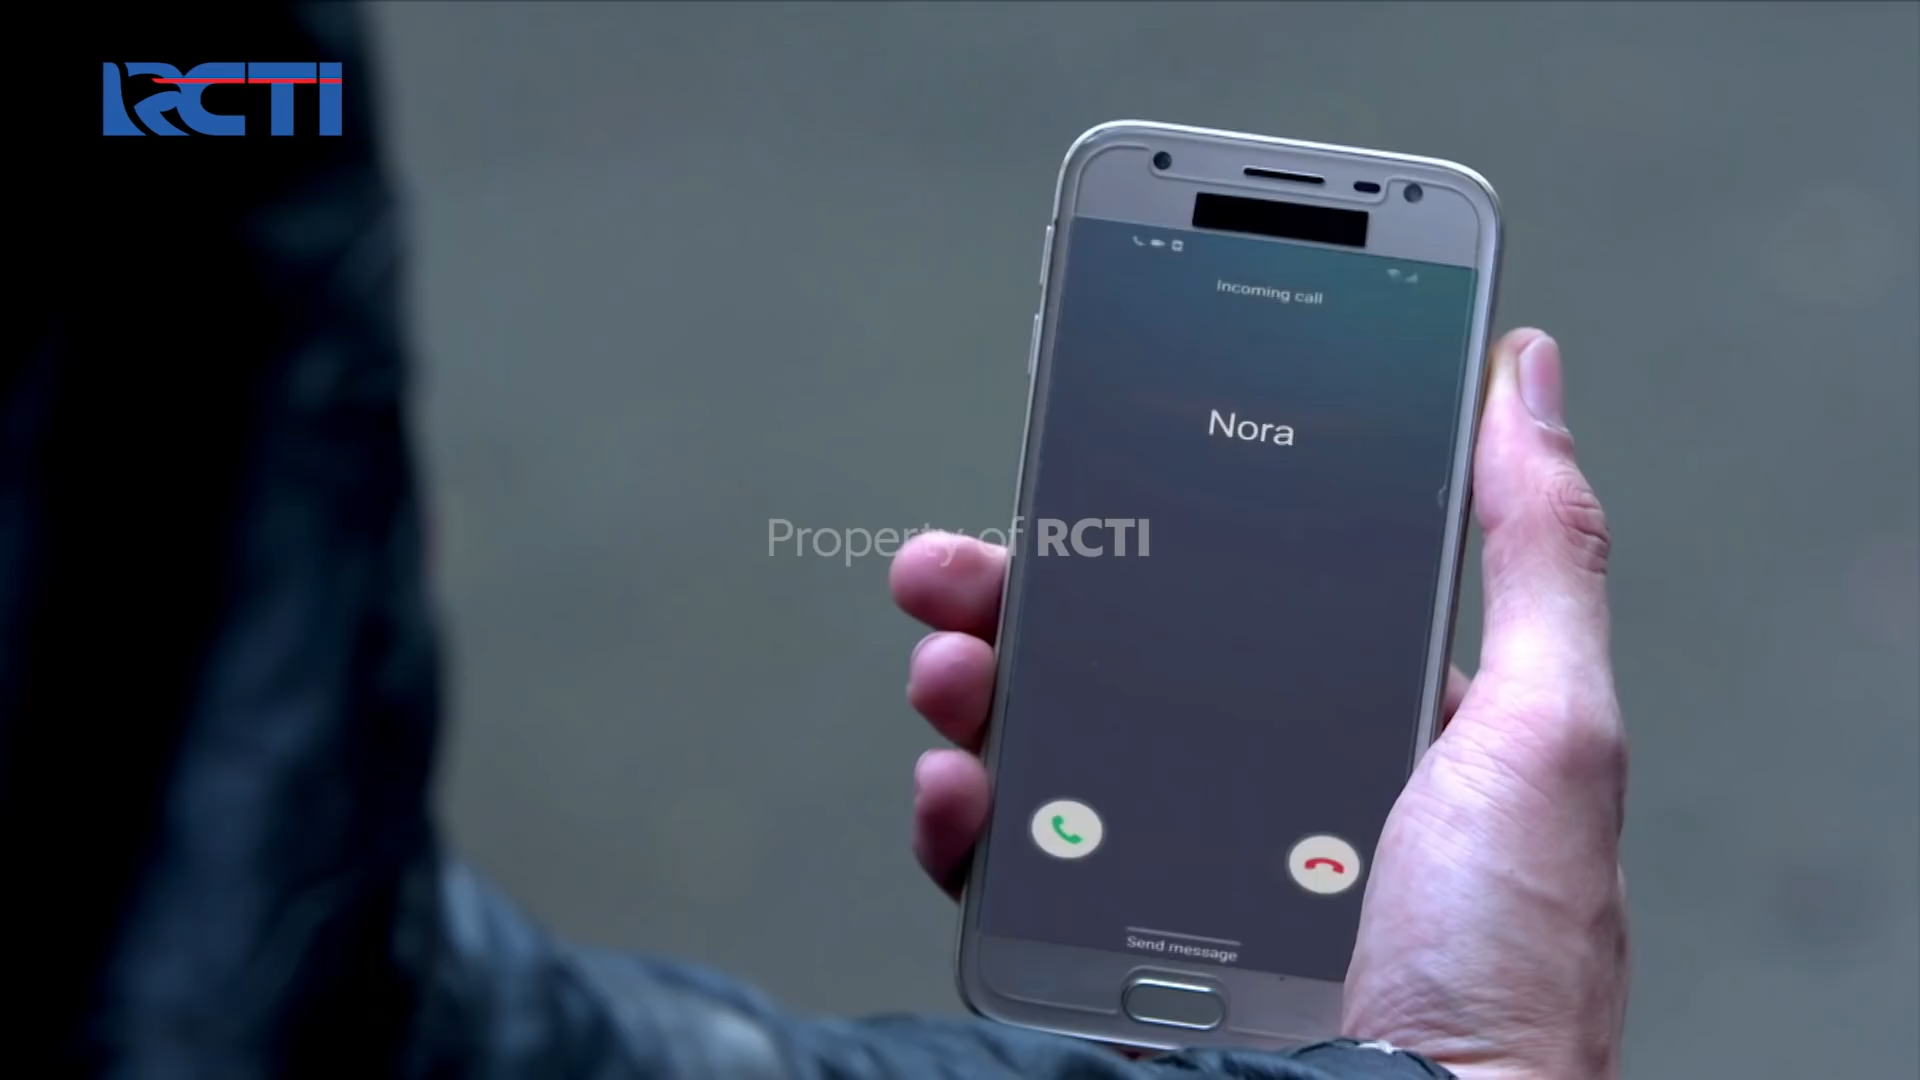 RCTI
Incoming call
Nora
Property of RCTI
Send message